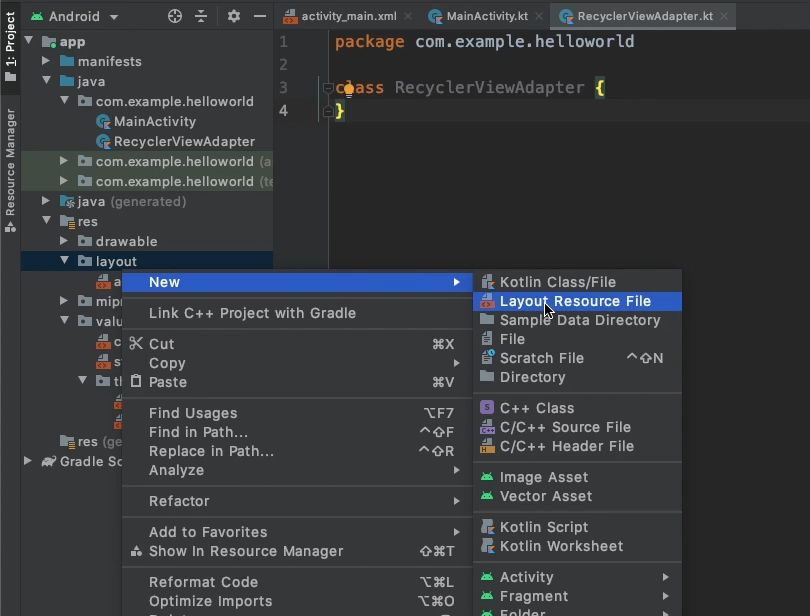 Android
activity_main.xml
MainActivity.kt
RecyclerViewAdapter.kt
1: Project
Resource Manager
app
manifests
java
com.example.helloworld
MainActivity
RecyclerViewAdapter
com.example.helloworld (a
com.example.helloworld (te
java (generated)
res
drawable
layout
a
mipm
valu
c
s
th
res (ge
Gradle Sc
1 package com.example.helloworld
2
3 class RecyclerViewAdapter {
4 }
New
Link C++ Project with Gradle
Cut ⌘X
Copy
Paste ⌘V
Find Usages ⌥F7
Find in Path... ^⇧F
Replace in Path... ^⇧R
Analyze
Refactor
Add to Favorites
Show In Resource Manager ⇧⌘T
Reformat Code ⌥⌘L
Optimize Imports ⌥⌘O
Kotlin Class/File
Layout Resource File
Sample Data Directory
File
Scratch File ^⇧N
Directory
C++ Class
C/C++ Source File
C/C++ Header File
Image Asset
Vector Asset
Kotlin Script
Kotlin Worksheet
Activity
Fragment
Folder